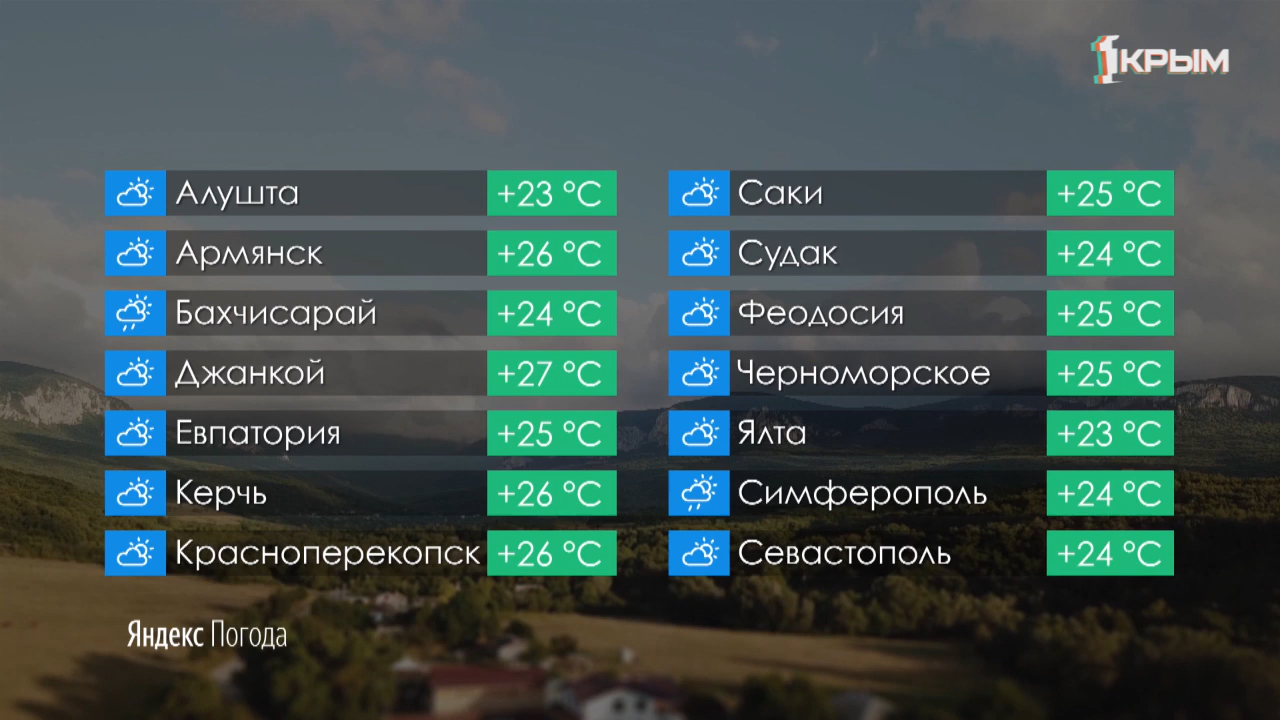 1КРЫМ
Алушта +23 °C
Армянск +26 °C
Бахчисарай +24 °C
Джанкой +27 °C
Евпатория +25 °C
Керчь +26 °C
Красноперекопск +26 °C
Саки +25 °C
Судак +24 °C
Феодосия +25 °C
Черноморское +25 °C
Ялта +23 °C
Симферополь +24 °C
Севастополь +24 °C
Яндекс Погода